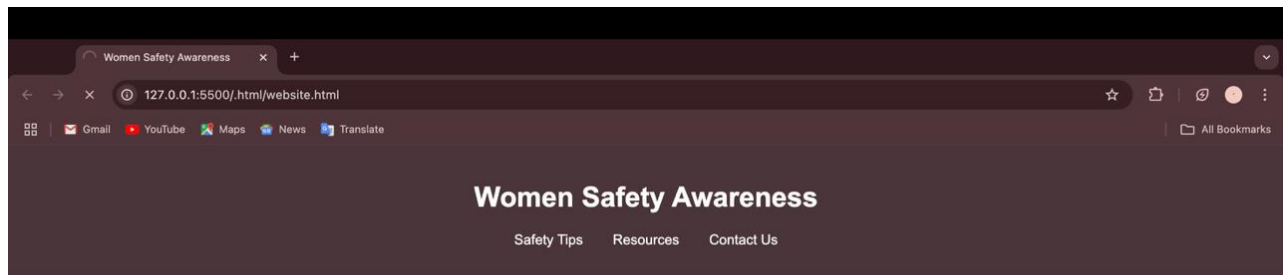 Women Safety Awareness
127.0.0.1:5500/.html/website.html
Gmail YouTube Maps News Translate All Bookmarks
Women Safety Awareness
Safety Tips Resources Contact Us